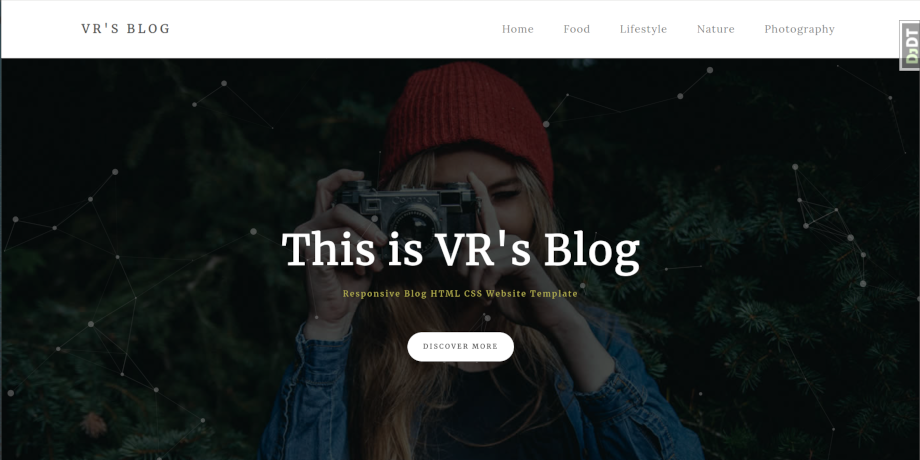 VR'S BLOG
Home Food Lifestyle Nature Photography
DjDT
This is VR's Blog
Responsive Blog HTML CSS Website Template
DISCOVER MORE